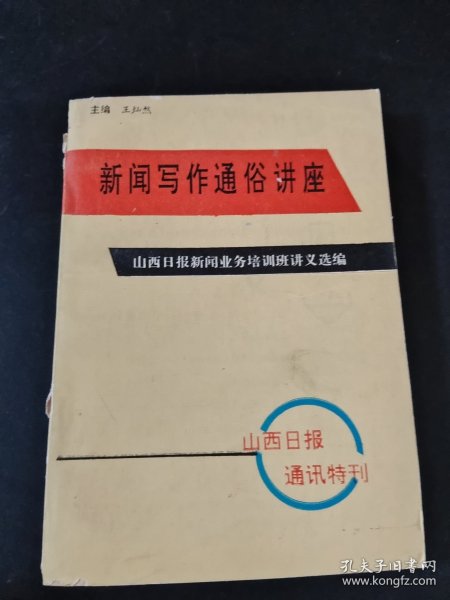 主编 王灿然
新闻写作通俗讲座
山西日报新闻业务培训班讲义选编
山西日报
通讯特刊
孔夫子旧书网
www.kongfz.com